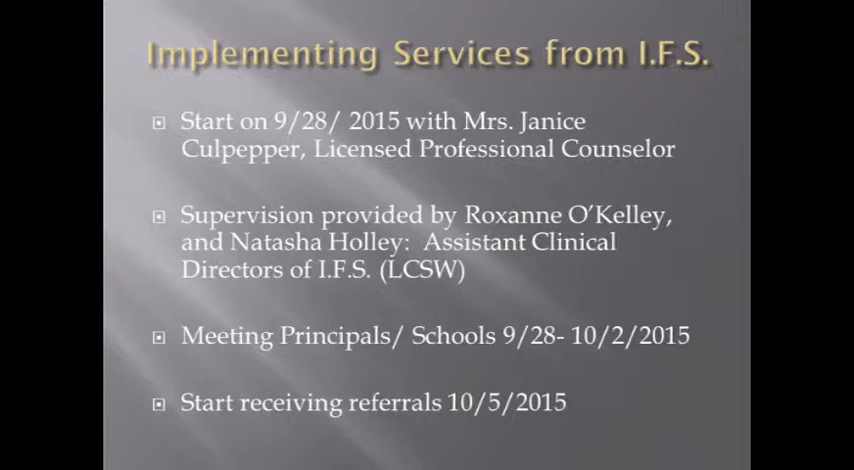 Implementing Services from I.F.S.
Start on 9/28/ 2015 with Mrs. Janice
Culpepper, Licensed Professional Counselor
Supervision provided by Roxanne O’Kelley,
and Natasha Holley: Assistant Clinical
Directors of I.F.S. (LCSW)
Meeting Principals/ Schools 9/28- 10/2/2015
Start receiving referrals 10/5/2015